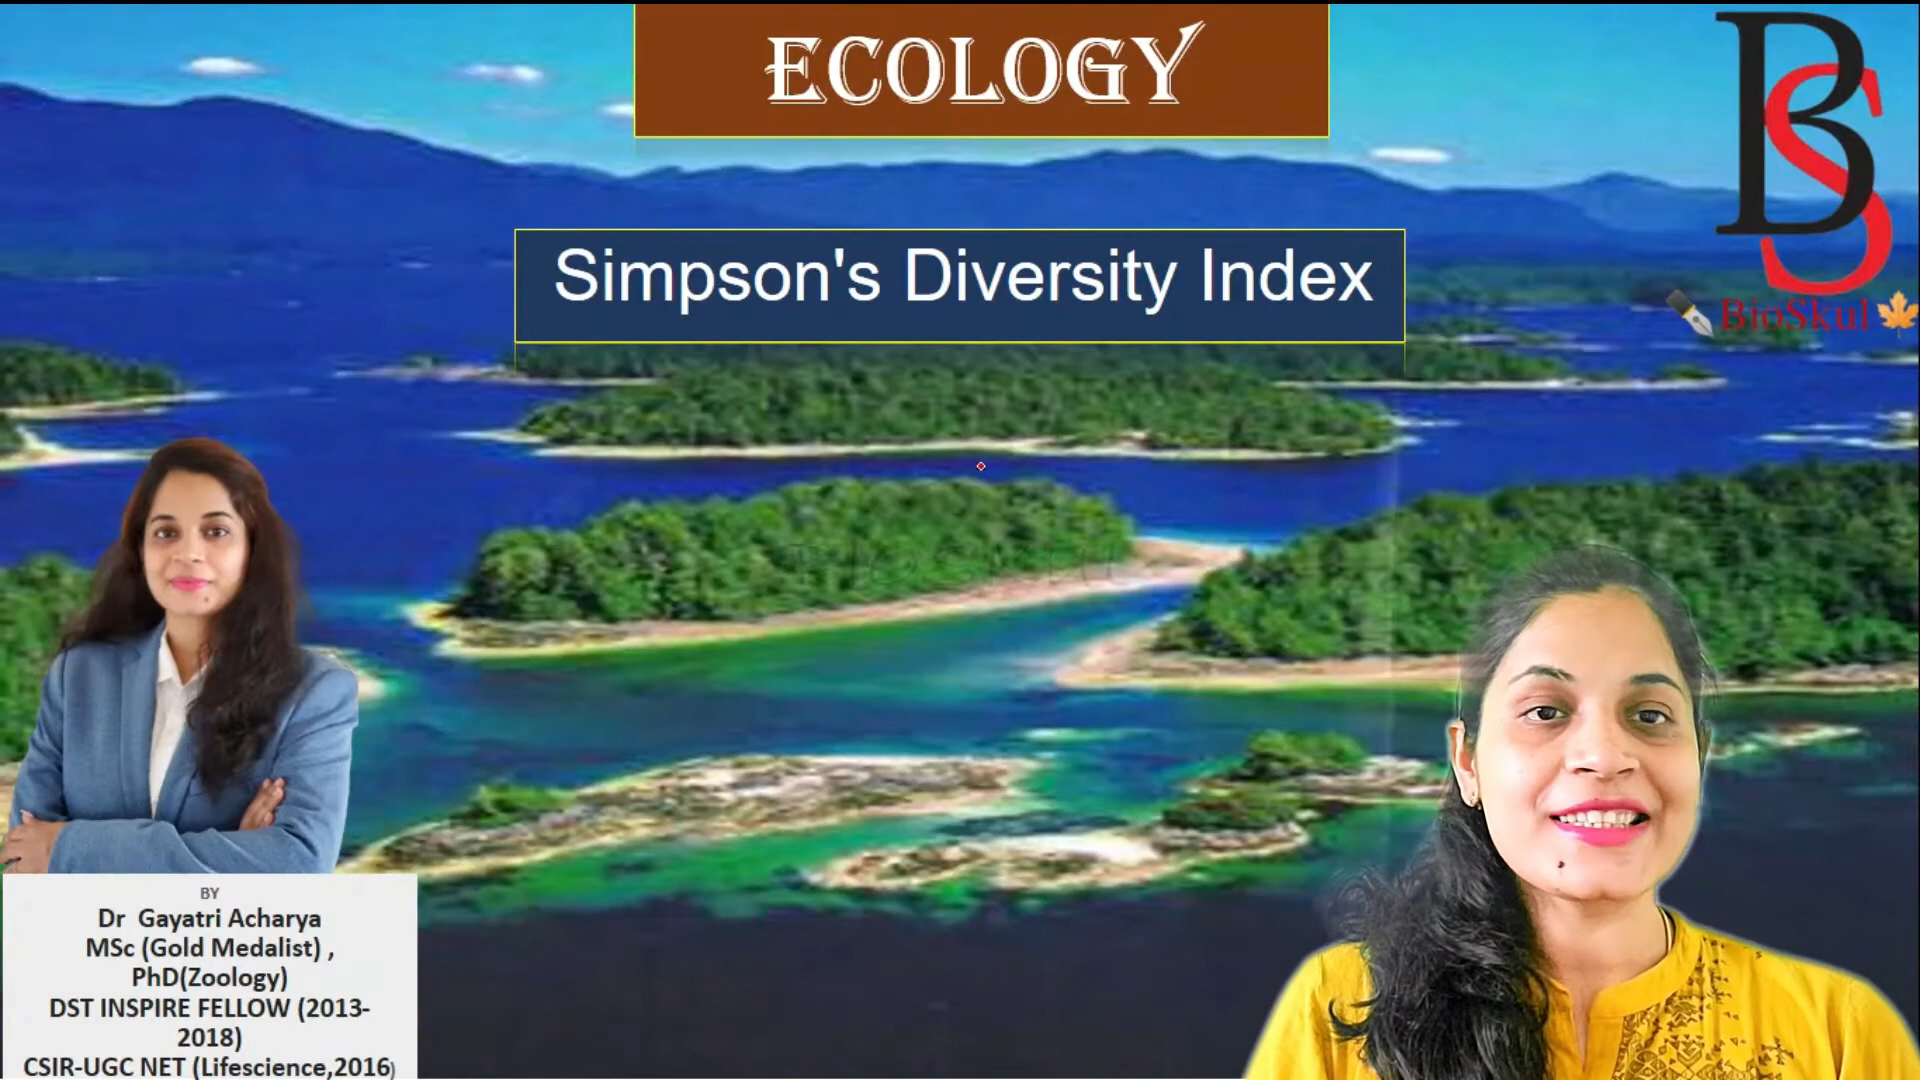 ECOLOGY
BS
Simpson's Diversity Index
BioSkul
BY
Dr Gayatri Acharya
MSc (Gold Medalist) ,
PhD(Zoology)
DST INSPIRE FELLOW (2013-
2018)
CSIR-UGC NET (Lifescience,2016)